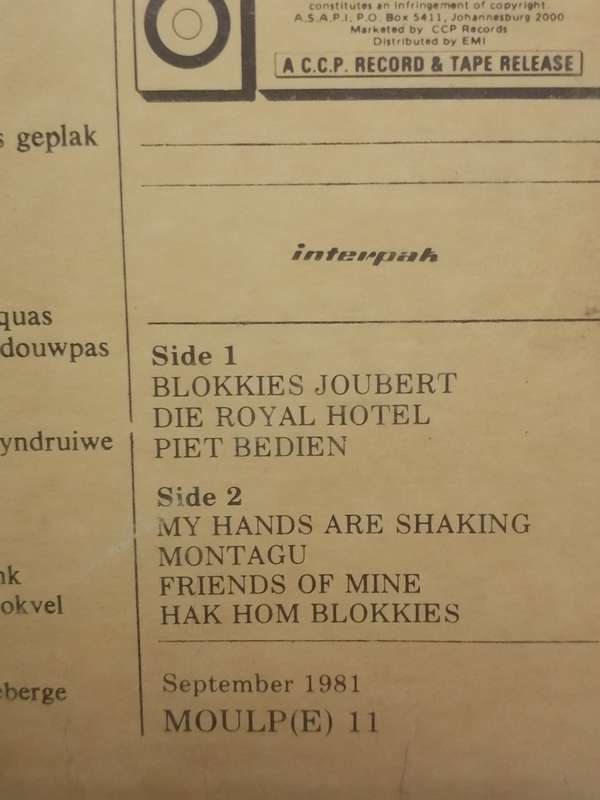 constitutes an infringement of copyright.
A.S.A.P.I. P.O. Box 5411, Johannesburg 2000
Marketed by CCP Records
Distributed by EMI
A C.C.P. RECORD & TAPE RELEASE
s geplak
interpak
quas
douwpas
yndruiwe
nk
okvel
eberge
Side 1
BLOKKIES JOUBERT
DIE ROYAL HOTEL
PIET BEDIEN
Side 2
MY HANDS ARE SHAKING
MONTAGU
FRIENDS OF MINE
HAK HOM BLOKKIES
September 1981
MOULP(E) 11